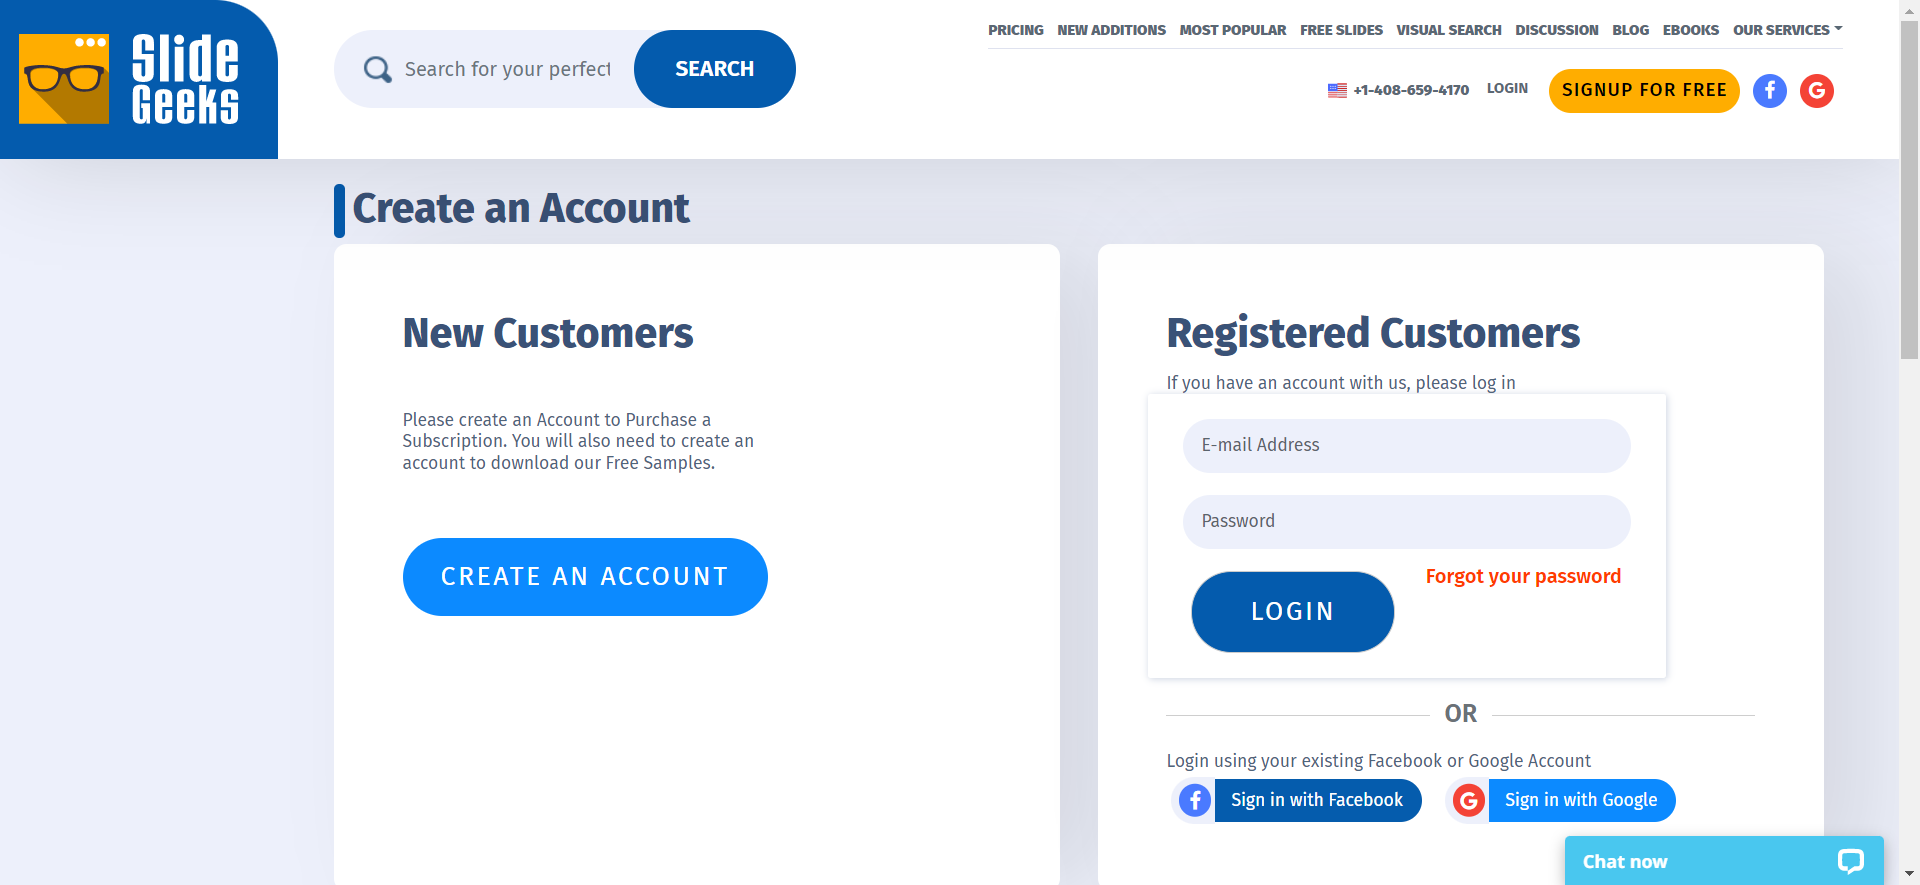 Slide
Geeks
Search for your perfect
SEARCH
PRICING NEW ADDITIONS MOST POPULAR FREE SLIDES VISUAL SEARCH DISCUSSION BLOG EBOOKS OUR SERVICES
+1-408-659-4170 LOGIN SIGNUP FOR FREE
Create an Account
New Customers
Please create an Account to Purchase a
Subscription. You will also need to create an
account to download our Free Samples.
CREATE AN ACCOUNT
Registered Customers
If you have an account with us, please log in
E-mail Address
Password
Forgot your password
LOGIN
OR
Login using your existing Facebook or Google Account
Sign in with Facebook
Sign in with Google
Chat now